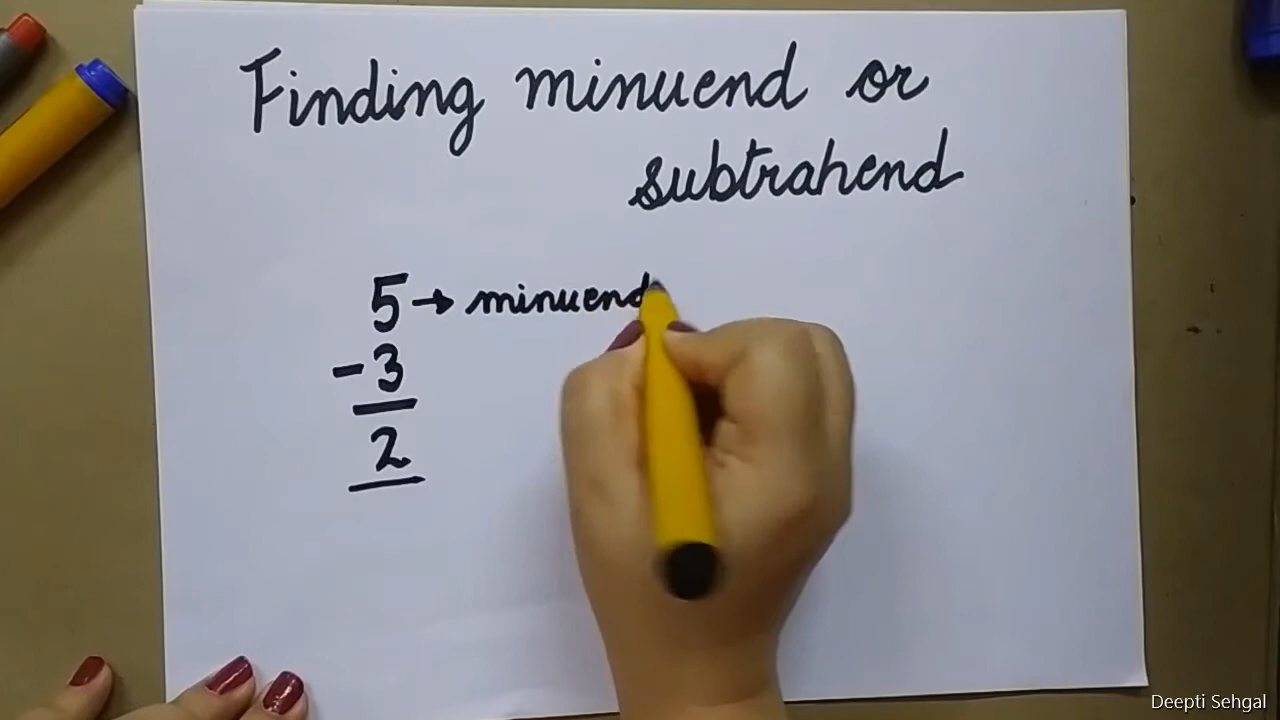 Finding minuend or
subtrahend
5 → minuend
- 3
2
Deepti Sehgal